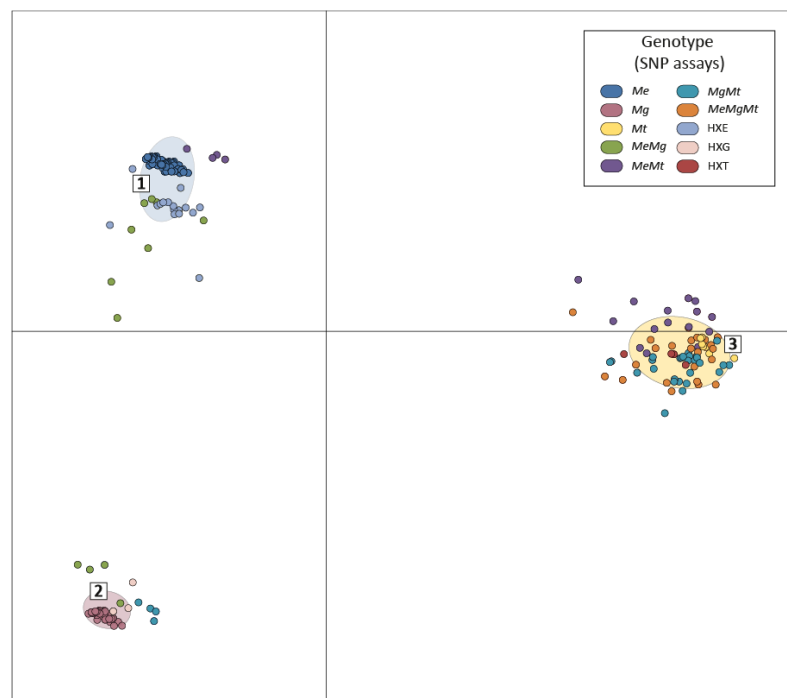 Genotype
(SNP assays)
Me MgMt
Mg MeMgMt
Mt HXE
MeMg HXG
MeMt HXT
1
3
2